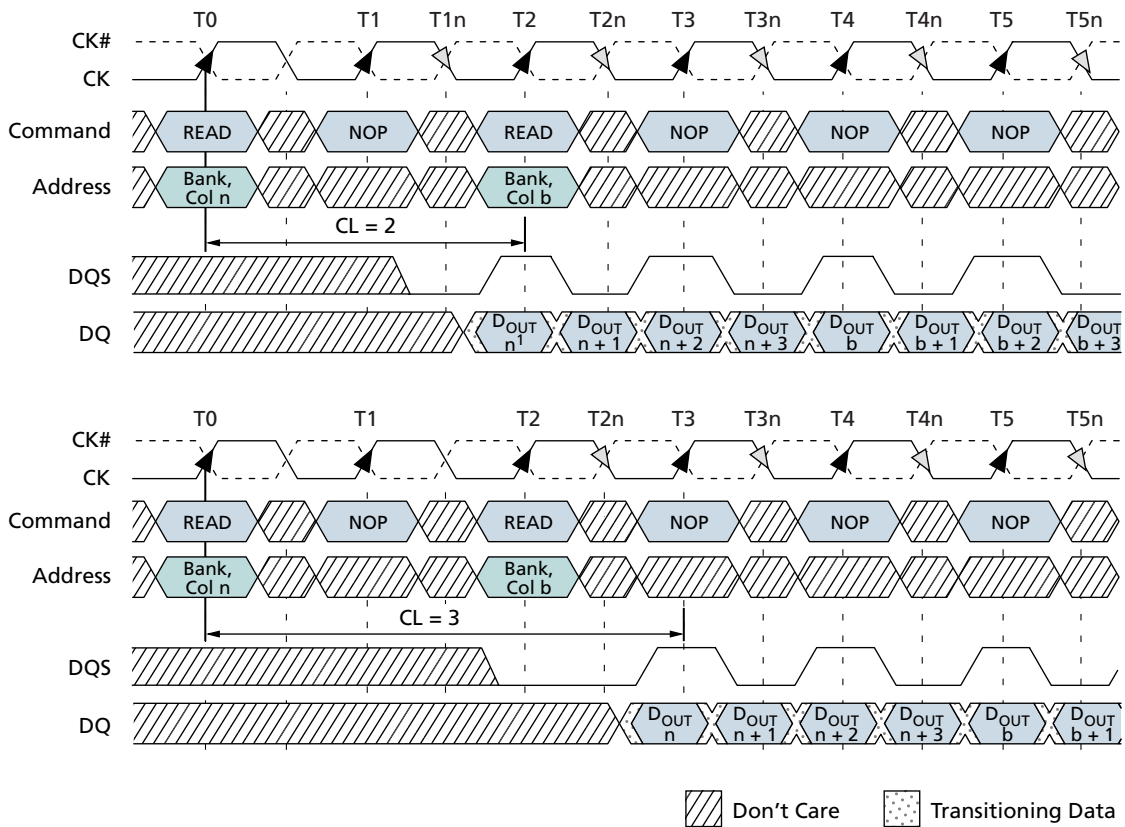 T0 T1 T1n T2 T2n T3 T3n T4 T4n T5 T5n
CK#
CK
Command READ NOP READ NOP NOP NOP
Address Bank, Col n Bank, Col b
CL = 2
DQS
DQ DOUT n1 DOUT n + 1 DOUT n + 2 DOUT n + 3 DOUT b DOUT b + 1 DOUT b + 2 DOUT b + 3
T0 T1 T2 T2n T3 T3n T4 T4n T5 T5n
CK#
CK
Command READ NOP READ NOP NOP NOP
Address Bank, Col n Bank, Col b
CL = 3
DQS
DQ DOUT n DOUT n + 1 DOUT n + 2 DOUT n + 3 DOUT b DOUT b + 1
Don't Care Transitioning Data